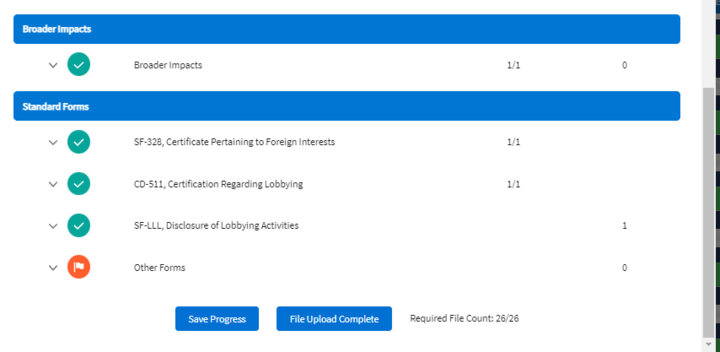 Broader Impacts
Broader Impacts 1/1 0
Standard Forms
SF-328, Certificate Pertaining to Foreign Interests 1/1
CD-511, Certification Regarding Lobbying 1/1
SF-LLL, Disclosure of Lobbying Activities 1
Other Forms 0
Save Progress File Upload Complete Required File Count: 26/26